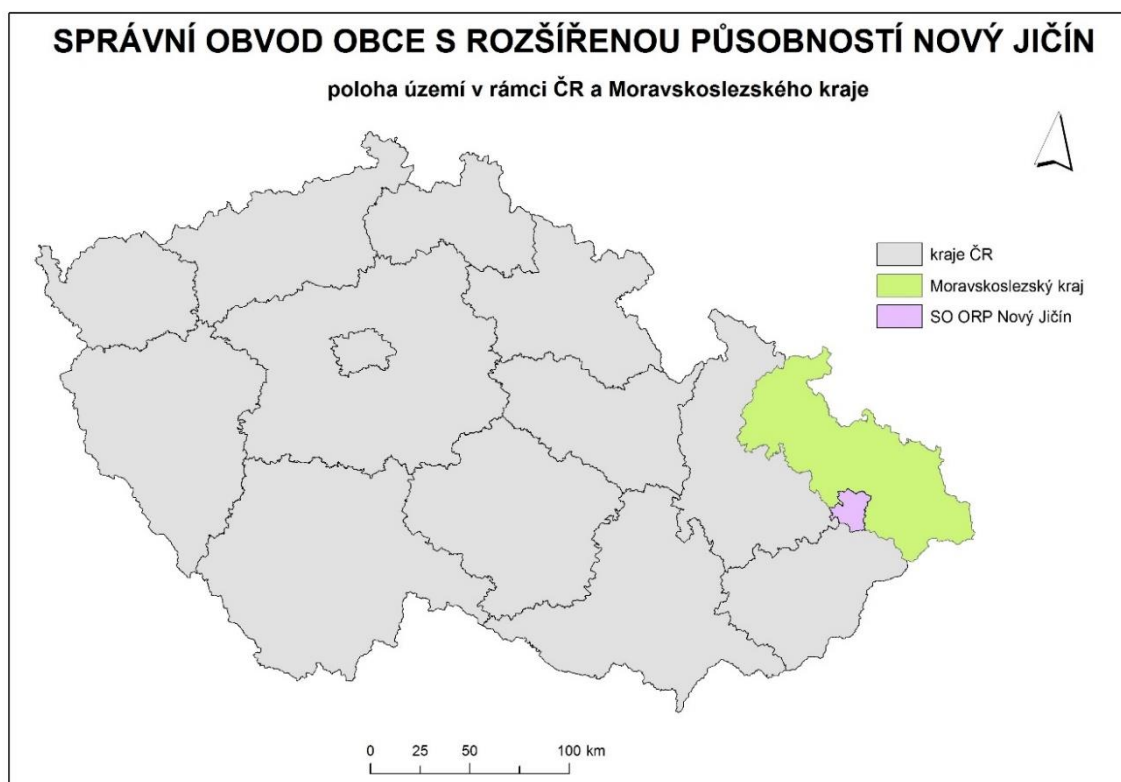 SPRÁVNÍ OBVOD OBCE S ROZŠÍŘENOU PŮSOBNOSTÍ NOVÝ JIČÍN
poloha území v rámci ČR a Moravskoslezského kraje
kraje ČR
Moravskoslezský kraj
SO ORP Nový Jičín
0 25 50 100 km